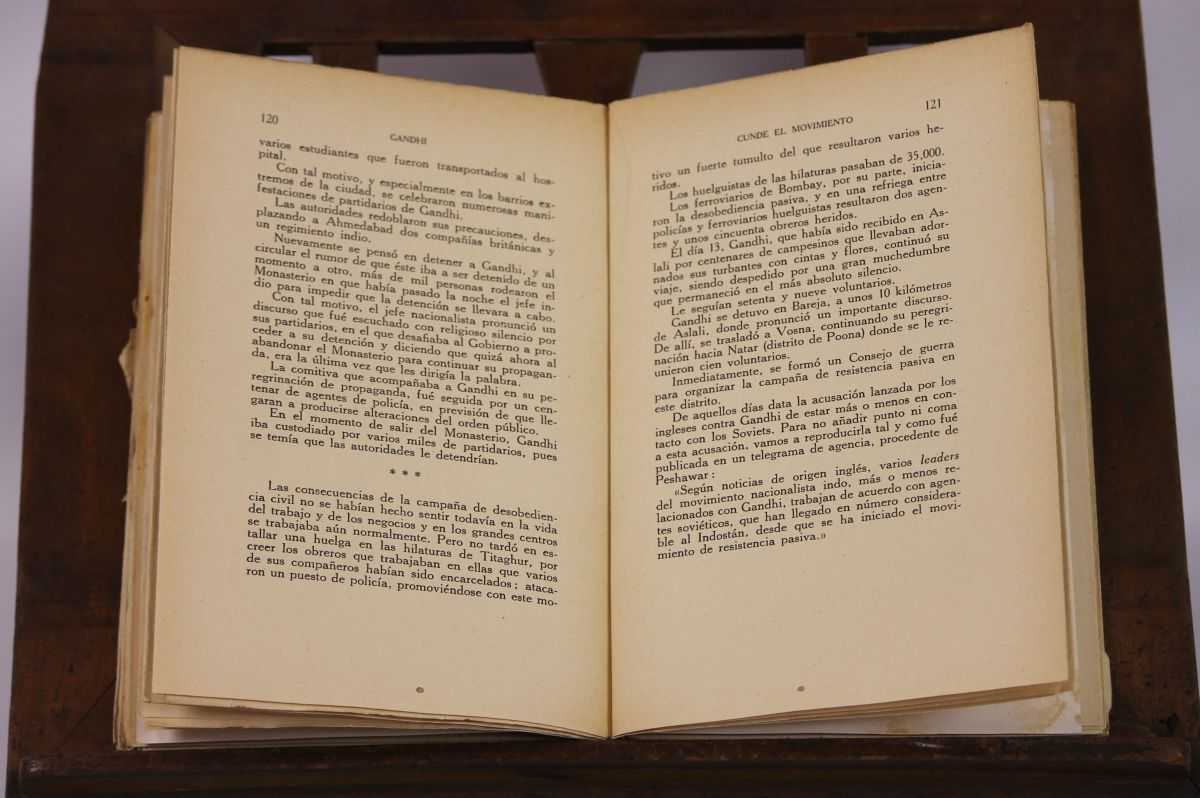 120
GANDHI
varios estudiantes que fueron transportados al hos-
pital.
Con tal motivo, y especialmente en los barrios ex-
tremos de la ciudad, se celebraron numerosas mani-
festaciones de partidarios de Gandhi.
Las autoridades redoblaron sus precauciones, des-
plazando a Ahmedabad dos compañías británicas y
un regimiento indio.
Nuevamente se pensó en detener a Gandhi, y al
circular el rumor de que éste iba a ser detenido de un
momento a otro, más de mil personas rodearon el
Monasterio en que había pasado la noche el jefe in-
dio para impedir que la detención se llevara a cabo.
Con tal motivo, el jefe nacionalista pronunció un
discurso que fué escuchado con religioso silencio por
sus partidarios, en el que desafiaba al Gobierno a pro-
ceder a su detención y diciendo que quizá ahora al
abandonar el Monasterio para continuar su propagan-
da, era la última vez que les dirigía la palabra.
La comitiva que acompañaba a Gandhi en su pe-
regrinación de propaganda, fué seguida por un cen-
tenar de agentes de policía, en previsión de que lle-
garan a producirse alteraciones del orden público.
En el momento de salir del Monasterio, Gandhi
iba custodiado por varios miles de partidarios, pues
se temía que las autoridades le detendrían.
* * *
Las consecuencias de la campaña de desobedien-
cia civil no se habían hecho sentir todavía en la vida
del trabajo y de los negocios y en los grandes centros
se trabajaba aún normalmente. Pero no tardó en es-
tallar una huelga en las hilaturas de Titaghur, por
creer los obreros que trabajaban en ellas que varios
de sus compañeros habían sido encarcelados; ataca-
ron un puesto de policía, promoviéndose con este mo-
121
CUNDE EL MOVIMIENTO
tivo un fuerte tumulto del que resultaron varios he-
ridos.
Los huelguistas de las hilaturas pasaban de 35,000.
Los ferroviarios de Bombay, por su parte, inicia-
ron la desobediencia pasiva, y en una refriega entre
policías y ferroviarios huelguistas resultaron dos agen-
tes y unos cincuenta obreros heridos.
El día 13, Gandhi, que había sido recibido en As-
lali por centenares de campesinos que llevaban ador-
nados sus turbantes con cintas y flores, continuó su
viaje, siendo despedido por una gran muchedumbre
que permaneció en el más absoluto silencio.
Le seguían setenta y nueve voluntarios.
Gandhi se detuvo en Bareja, a unos 10 kilómetros
de Aslali, donde pronunció un importante discurso.
De allí, se trasladó a Vosna, continuando su peregri-
nación hacia Natar (distrito de Poona) donde se le re-
unieron cien voluntarios.
Inmediatamente, se formó un Consejo de guerra
para organizar la campaña de resistencia pasiva en
este distrito.
De aquellos días data la acusación lanzada por los
ingleses contra Gandhi de estar más o menos en con-
tacto con los Soviets. Para no añadir punto ni coma
a esta acusación, vamos a reproducirla tal y como fué
publicada en un telegrama de agencia, procedente de
Peshawar:
«Según noticias de origen inglés, varios leaders
del movimiento nacionalista indo, más o menos re-
lacionados con Gandhi, trabajan de acuerdo con agen-
tes soviéticos, que han llegado en número considera-
ble al Indostán, desde que se ha iniciado el movi-
miento de resistencia pasiva.»